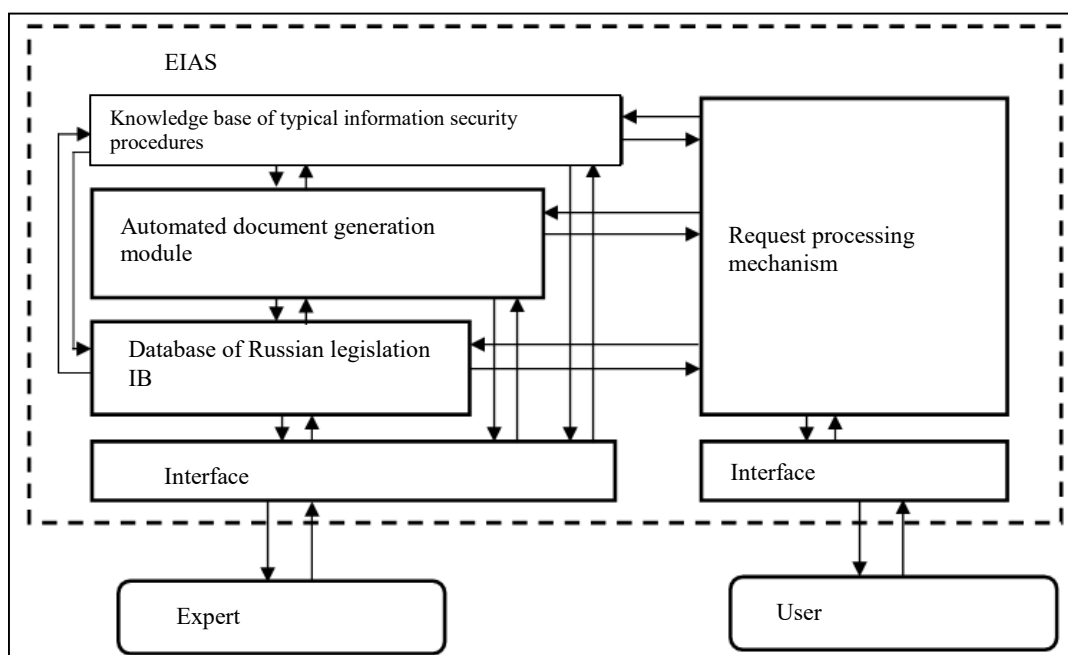 EIAS
Knowledge base of typical information security
procedures
Automated document generation
module
Request processing
mechanism
Database of Russian legislation
IB
Interface
Interface
Expert
User